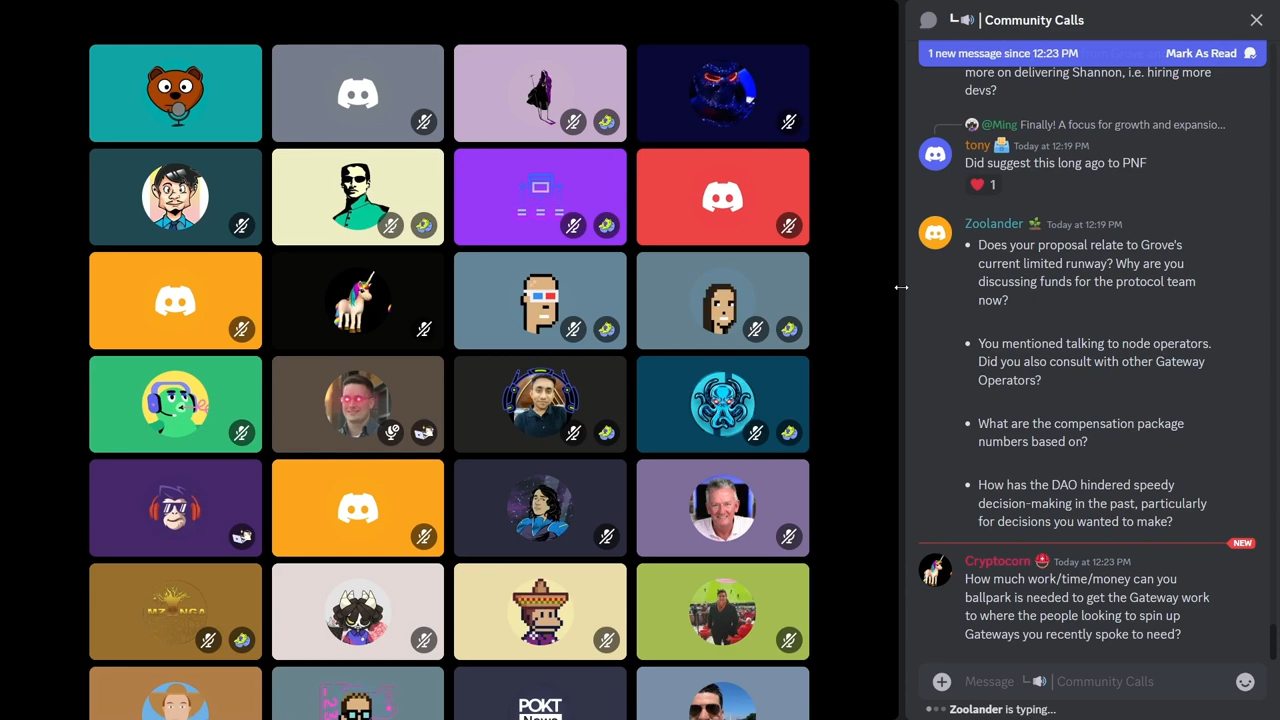 Community Calls
1 new message since 12:23 PM
Mark As Read
more on delivering Shannon, i.e. hiring more
devs?
@Ming Finally! A focus for growth and expansio...
tony Today at 12:19 PM
Did suggest this long ago to PNF
1
Zoolander Today at 12:19 PM
Does your proposal relate to Grove's
current limited runway? Why are you
discussing funds for the protocol team
now?
You mentioned talking to node operators.
Did you also consult with other Gateway
Operators?
What are the compensation package
numbers based on?
How has the DAO hindered speedy
decision-making in the past, particularly
for decisions you wanted to make?
NEW
Cryptocorn Today at 12:23 PM
How much work/time/money can you
ballpark is needed to get the Gateway work
to where the people looking to spin up
Gateways you recently spoke to need?
Message Community Calls
Zoolander is typing...
POKT
News